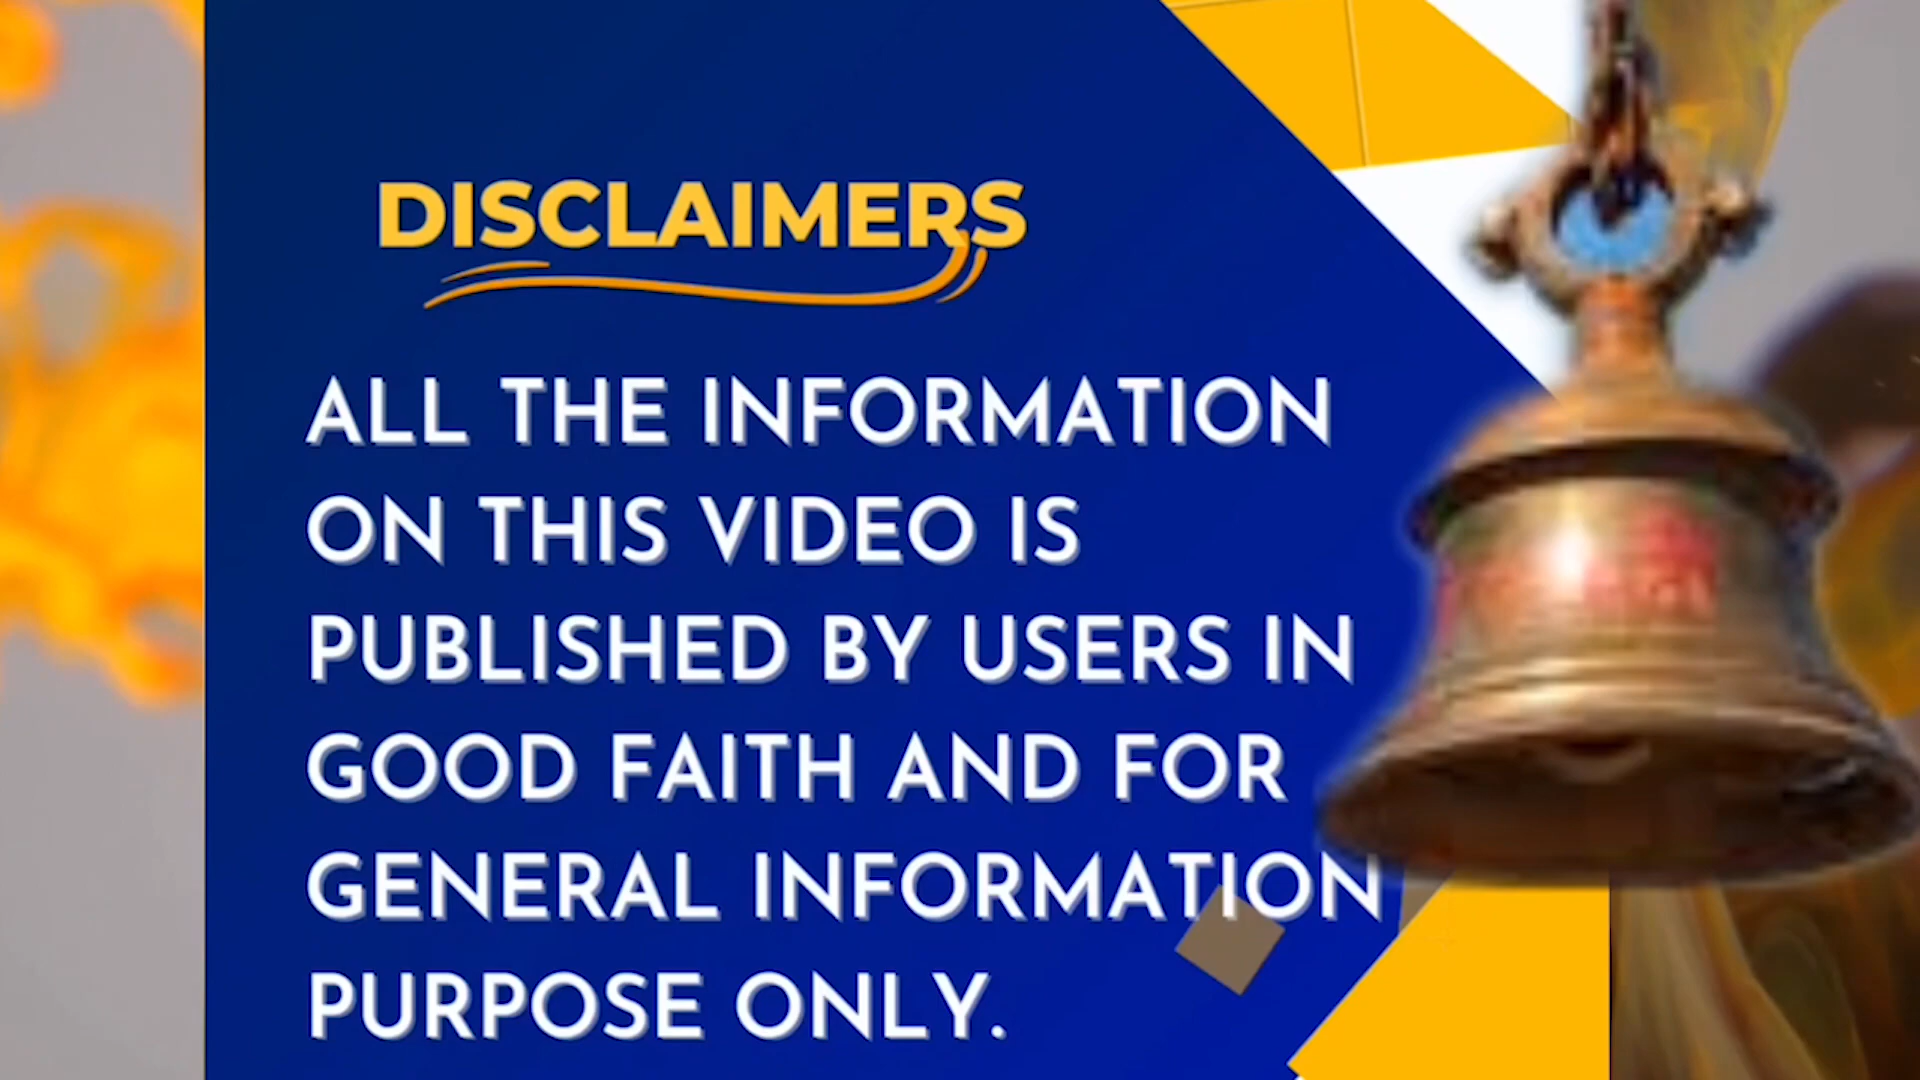 DISCLAIMERS
ALL THE INFORMATION
ON THIS VIDEO IS
PUBLISHED BY USERS IN
GOOD FAITH AND FOR
GENERAL INFORMATION
PURPOSE ONLY.